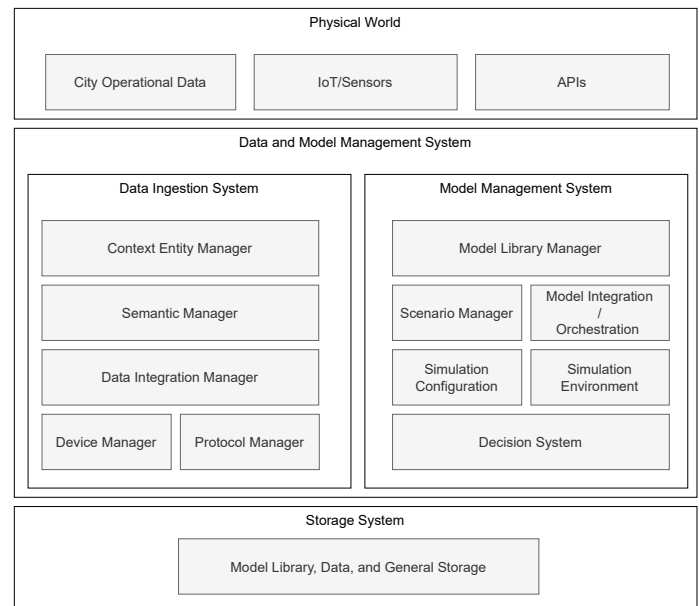 Physical World
City Operational Data
IoT/Sensors
APIs
Data and Model Management System
Data Ingestion System
Context Entity Manager
Semantic Manager
Data Integration Manager
Device Manager
Protocol Manager
Model Management System
Model Library Manager
Scenario Manager
Model Integration
/
Orchestration
Simulation
Configuration
Simulation
Environment
Decision System
Storage System
Model Library, Data, and General Storage